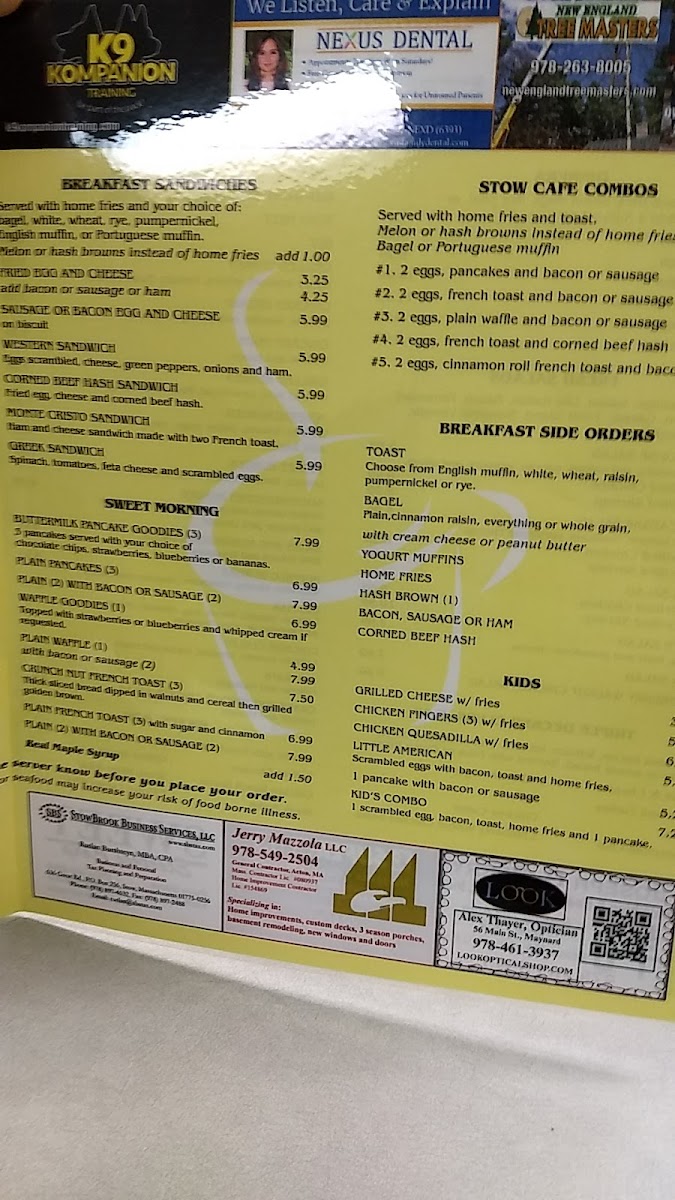 K9
KOMPANION
TRAINING
We Listen, Care & Explain
NEXUS DENTAL
NEW ENGLAND
TREE MASTERS
978-263-8005
newenglandtreemasters.com
BREAKFAST SANDWICHES
Served with home fries and your choice of:
bagel, white, wheat, rye, pumpernickel,
English muffin, or Portuguese muffin.
Melon or hash browns instead of home fries add 1.00
FRIED EGG AND CHEESE 3.25
add bacon or sausage or ham 4.25
SAUSAGE OR BACON EGG AND CHEESE 5.99
on biscuit
WESTERN SANDWICH 5.99
Eggs scrambled, cheese, green peppers, onions and ham.
CORNED BEEF HASH SANDWICH 5.99
Fried egg, cheese and corned beef hash.
MONTE CRISTO SANDWICH 5.99
Ham and cheese sandwich made with two French toast.
GREEK SANDWICH 5.99
Spinach, tomatoes, feta cheese and scrambled eggs.
SWEET MORNING
BUTTERMILK PANCAKE GOODIES (3) 7.99
3 pancakes served with your choice of
chocolate chips, strawberries, blueberries or bananas.
PLAIN PANCAKES (3) 6.99
PLAIN (2) WITH BACON OR SAUSAGE (2) 7.99
WAFFLE GOODIES (1) 6.99
Topped with strawberries or blueberries and whipped cream if
requested.
PLAIN WAFFLE (1) 4.99
with bacon or sausage (2) 7.99
CRUNCH NUT FRENCH TOAST (3) 7.50
Thick sliced bread dipped in walnuts and cereal then grilled
golden brown.
PLAIN FRENCH TOAST (3) with sugar and cinnamon 6.99
PLAIN (2) WITH BACON OR SAUSAGE (2) 7.99
Real Maple Syrup add 1.50
server know before you place your order.
or seafood may increase your risk of food borne illness.
STOW CAFE COMBOS
Served with home fries and toast,
Melon or hash browns instead of home
Bagel or Portuguese muffin
#1. 2 eggs, pancakes and bacon or sausage
#2. 2 eggs, french toast and bacon or sausage
#3. 2 eggs, plain waffle and bacon or sausage
#4. 2 eggs, french toast and corned beef hash
#5. 2 eggs, cinnamon roll french toast and
BREAKFAST SIDE ORDERS
TOAST
Choose from English muffin, white, wheat, raisin,
pumpernickel or rye.
BAGEL
Plain,cinnamon raisin, everything or whole grain,
with cream cheese or peanut butter
YOGURT MUFFINS
HOME FRIES
HASH BROWN (1)
BACON, SAUSAGE OR HAM
CORNED BEEF HASH
KIDS
GRILLED CHEESE w/ fries
CHICKEN FINGERS (3) w/ fries
CHICKEN QUESADILLA w/ fries
LITTLE AMERICAN
Scrambled eggs with bacon, toast and home fries,
1 pancake with bacon or sausage
KID'S COMBO
1 scrambled egg, bacon, toast, home fries and 1 pancake.
SBS STOWBROOK BUSINESS SERVICES, LLC
MBA, CPA
Business and Personal
Tax Planning and Preparation
Jerry Mazzola LLC
978-549-2504
General Contractor, Acton, MA
Home Improvement Contractor
Specializing in:
Home improvements, custom decks, 3 season porches,
basement remodeling, new windows and doors
LOOK
Alex Thayer, Optician
56 Main St., Maynard
978-461-3937
LOOKOPTICALSHOP.COM